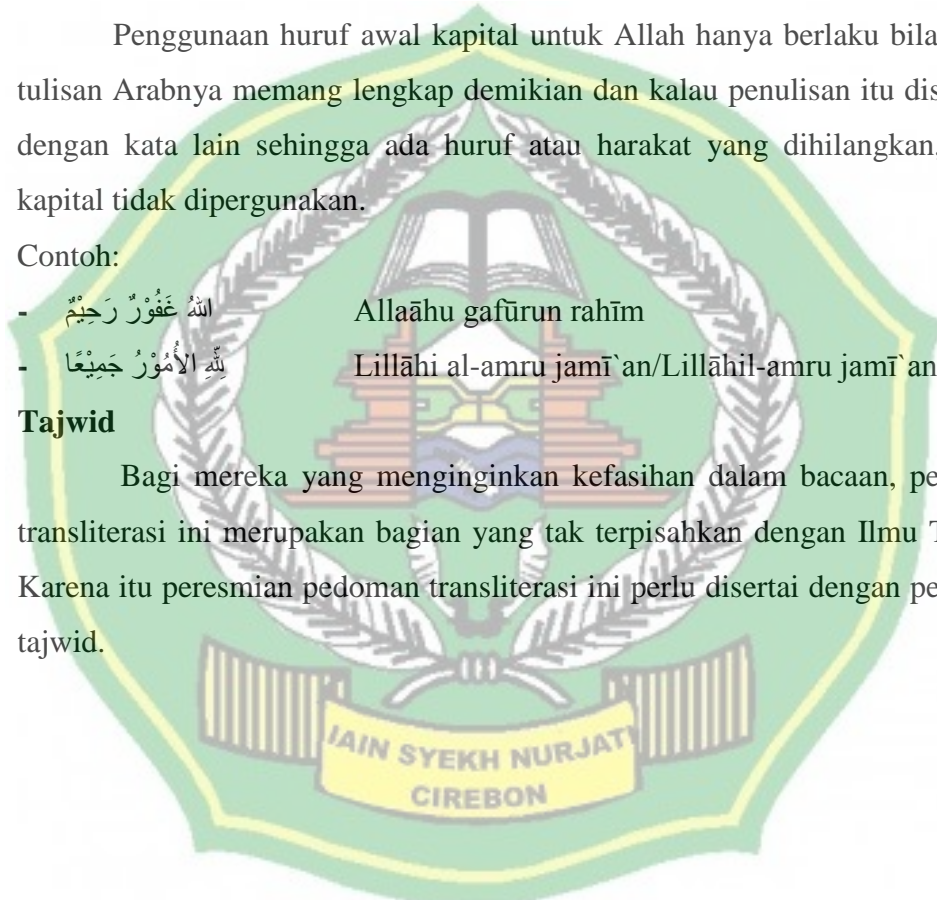 Penggunaan huruf awal kapital untuk Allah hanya berlaku bila
tulisan Arabnya memang lengkap demikian dan kalau penulisan itu dis
dengan kata lain sehingga ada huruf atau harakat yang dihilangkan,
kapital tidak dipergunakan.
Contoh:
- اللهُ غَفُوْرٌ رَحِيْمٌ Allaāhu gafūrun rahīm
- لِلّٰهِ الأُمُوْرُ جَمِيْعًا Lillāhi al-amru jamī`an/Lillāhil-amru jamī`an
Tajwid
Bagi mereka yang menginginkan kefasihan dalam bacaan, pe
transliterasi ini merupakan bagian yang tak terpisahkan dengan Ilmu T
Karena itu peresmian pedoman transliterasi ini perlu disertai dengan pe
tajwid.
IAIN SYEKH NURJATI
CIREBON